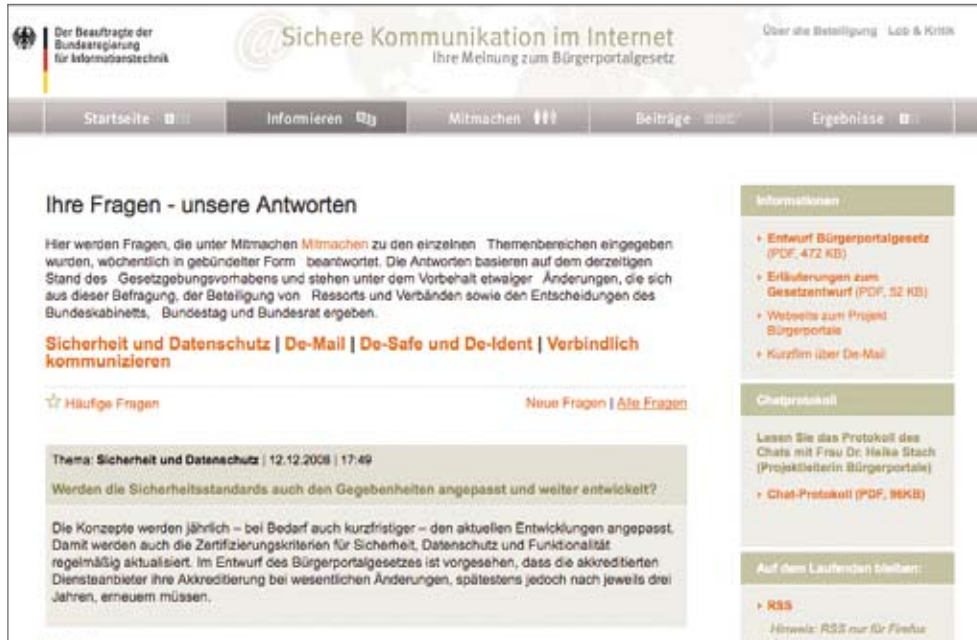 Der Beauftragte der
Bundesregierung
für Informationstechnik
Sichere Kommunikation im Internet
Ihre Meinung zum Bürgerportalgesetz
Über die Beteiligung Lob & Kritik
Startseite Informieren Mitmachen Beiträge Ergebnisse
Ihre Fragen - unsere Antworten
Hier werden Fragen, die unter Mitmachen Mitmachen zu den einzelnen Themenbereichen eingegeben
wurden, wöchentlich in gebündelter Form beantwortet. Die Antworten basieren auf dem derzeitigen
Stand des Gesetzgebungsvorhabens und stehen unter dem Vorbehalt etwaiger Änderungen, die sich
aus dieser Befragung, der Beteiligung von Ressorts und Verbänden sowie den Entscheidungen des
Bundeskabinetts, Bundestag und Bundesrat ergeben.
Sicherheit und Datenschutz | De-Mail | De-Safe und De-Ident | Verbindlich
kommunizieren
Häufige Fragen
Neue Fragen | Alle Fragen
Thema: Sicherheit und Datenschutz | 12.12.2008 | 17:49
Werden die Sicherheitsstandards auch den Gegebenheiten angepasst und weiter entwickelt?
Die Konzepte werden jährlich – bei Bedarf auch kurzfristiger – den aktuellen Entwicklungen angepasst.
Damit werden auch die Zertifizierungskriterien für Sicherheit, Datenschutz und Funktionalität
regelmäßig aktualisiert. Im Entwurf des Bürgerportalgesetzes ist vorgesehen, dass die akkreditierten
Diensteanbieter ihre Akkreditierung bei wesentlichen Änderungen, spätestens jedoch nach jeweils drei
Jahren, erneuern müssen.
Informationen
Entwurf Bürgerportalgesetz
(PDF, 472 KB)
Erläuterungen zum
Gesetzentwurf (PDF, 52 KB)
Webseite zum Projekt
Bürgerportale
Kurzfilm über De-Mail
Chatprotokoll
Lesen Sie das Protokoll des
Chats mit Frau Dr. Heike Stach
(Projektleiterin Bürgerportale)
Chat-Protokoll (PDF, 96KB)
Auf dem Laufenden bleiben:
RSS
Hinweis: RSS nur für Firefox